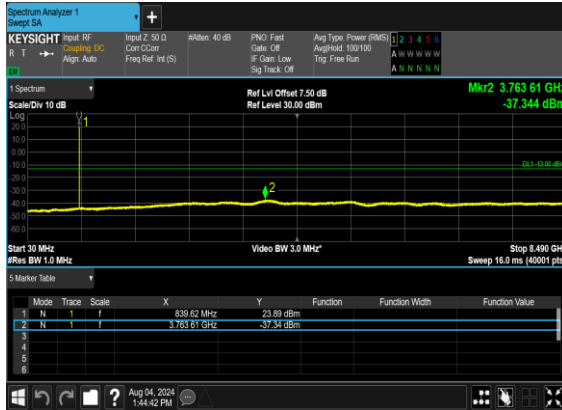 Spectrum Analyzer 1
Swept SA
+
KEYSIGHT Input: RF Input Z: 50 Ω #Atten: 40 dB PNO: Fast Avg Type: Power (RMS) 1 2 3 4 5 6
R T Coupling: DC Corr CCorr Gate: Off Avg|Hold: 100/100 A W W W W W
Align: Auto Freq Ref: Int (S) IF Gain: Low Trig: Free Run
Sig Track: Off A N N N N N
LXI
1 Spectrum Ref Lvl Offset 7.50 dB Mkr2 3.763 61 GHz
Scale/Div 10 dB Ref Level 30.00 dBm -37.344 dBm
Log
20.0
10.0
0.00
-10.0
-20.0
-30.0
-40.0
-50.0
-60.0
1
DL1 -13.00 dBm
2
Start 30 MHz Video BW 3.0 MHz* Stop 8.490 GHz
#Res BW 1.0 MHz Sweep 16.0 ms (40001 pts)
5 Marker Table
Mode Trace Scale X Y Function Function Width Function Value
1 N 1 f 839.62 MHz 23.89 dBm
2 N 1 f 3.763 61 GHz -37.34 dBm
3
4
5
6
? Aug 04, 2024
1:44:42 PM